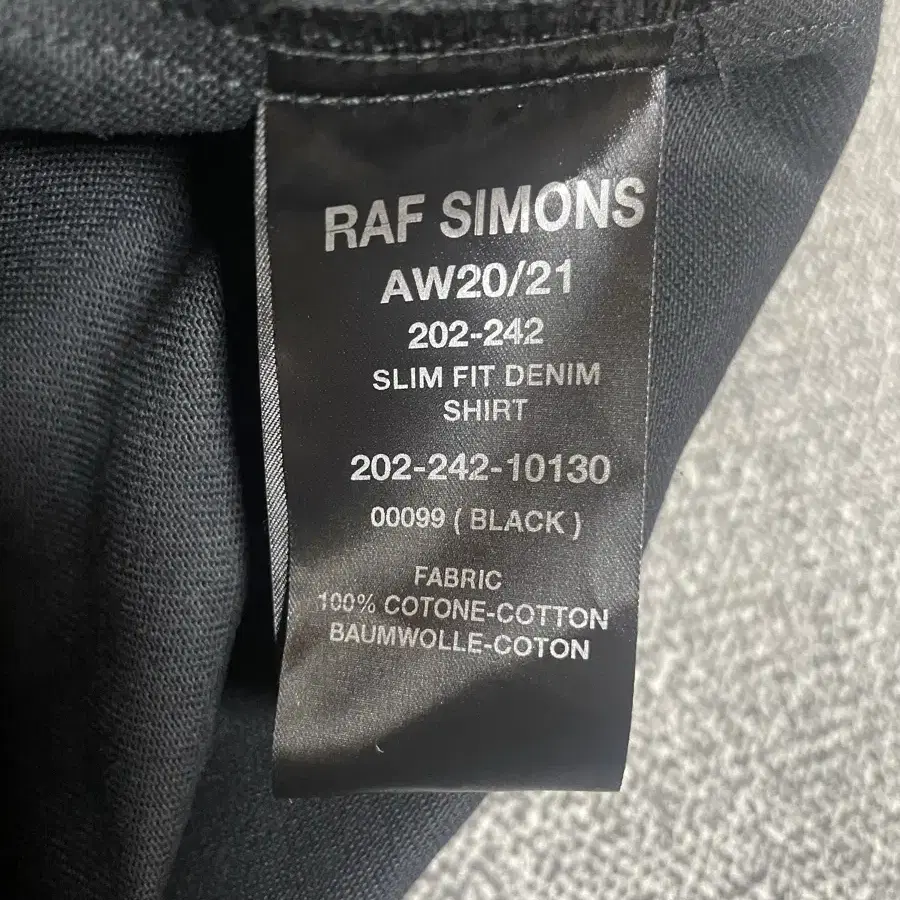 RAF SIMONS
AW20/21
202-242
SLIM FIT DENIM
SHIRT
202-242-10130
00099 ( BLACK )
FABRIC
100% COTONE-COTTON
BAUMWOLLE-COTON